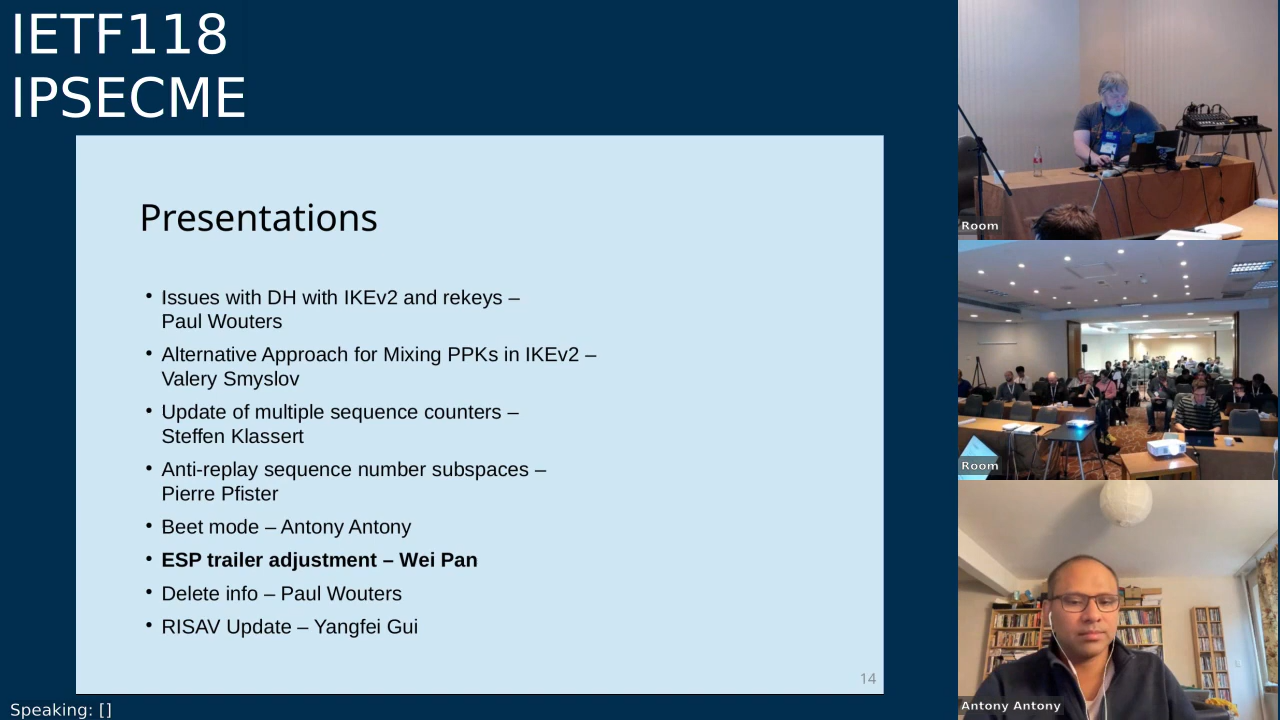 IETF118
IPSECME
Presentations
• Issues with DH with IKEv2 and rekeys –
Paul Wouters
• Alternative Approach for Mixing PPKs in IKEv2 –
Valery Smyslov
• Update of multiple sequence counters –
Steffen Klassert
• Anti-replay sequence number subspaces –
Pierre Pfister
• Beet mode – Antony Antony
• ESP trailer adjustment – Wei Pan
• Delete info – Paul Wouters
• RISAV Update – Yangfei Gui
14
Speaking: []
Room
Room
Antony Antony